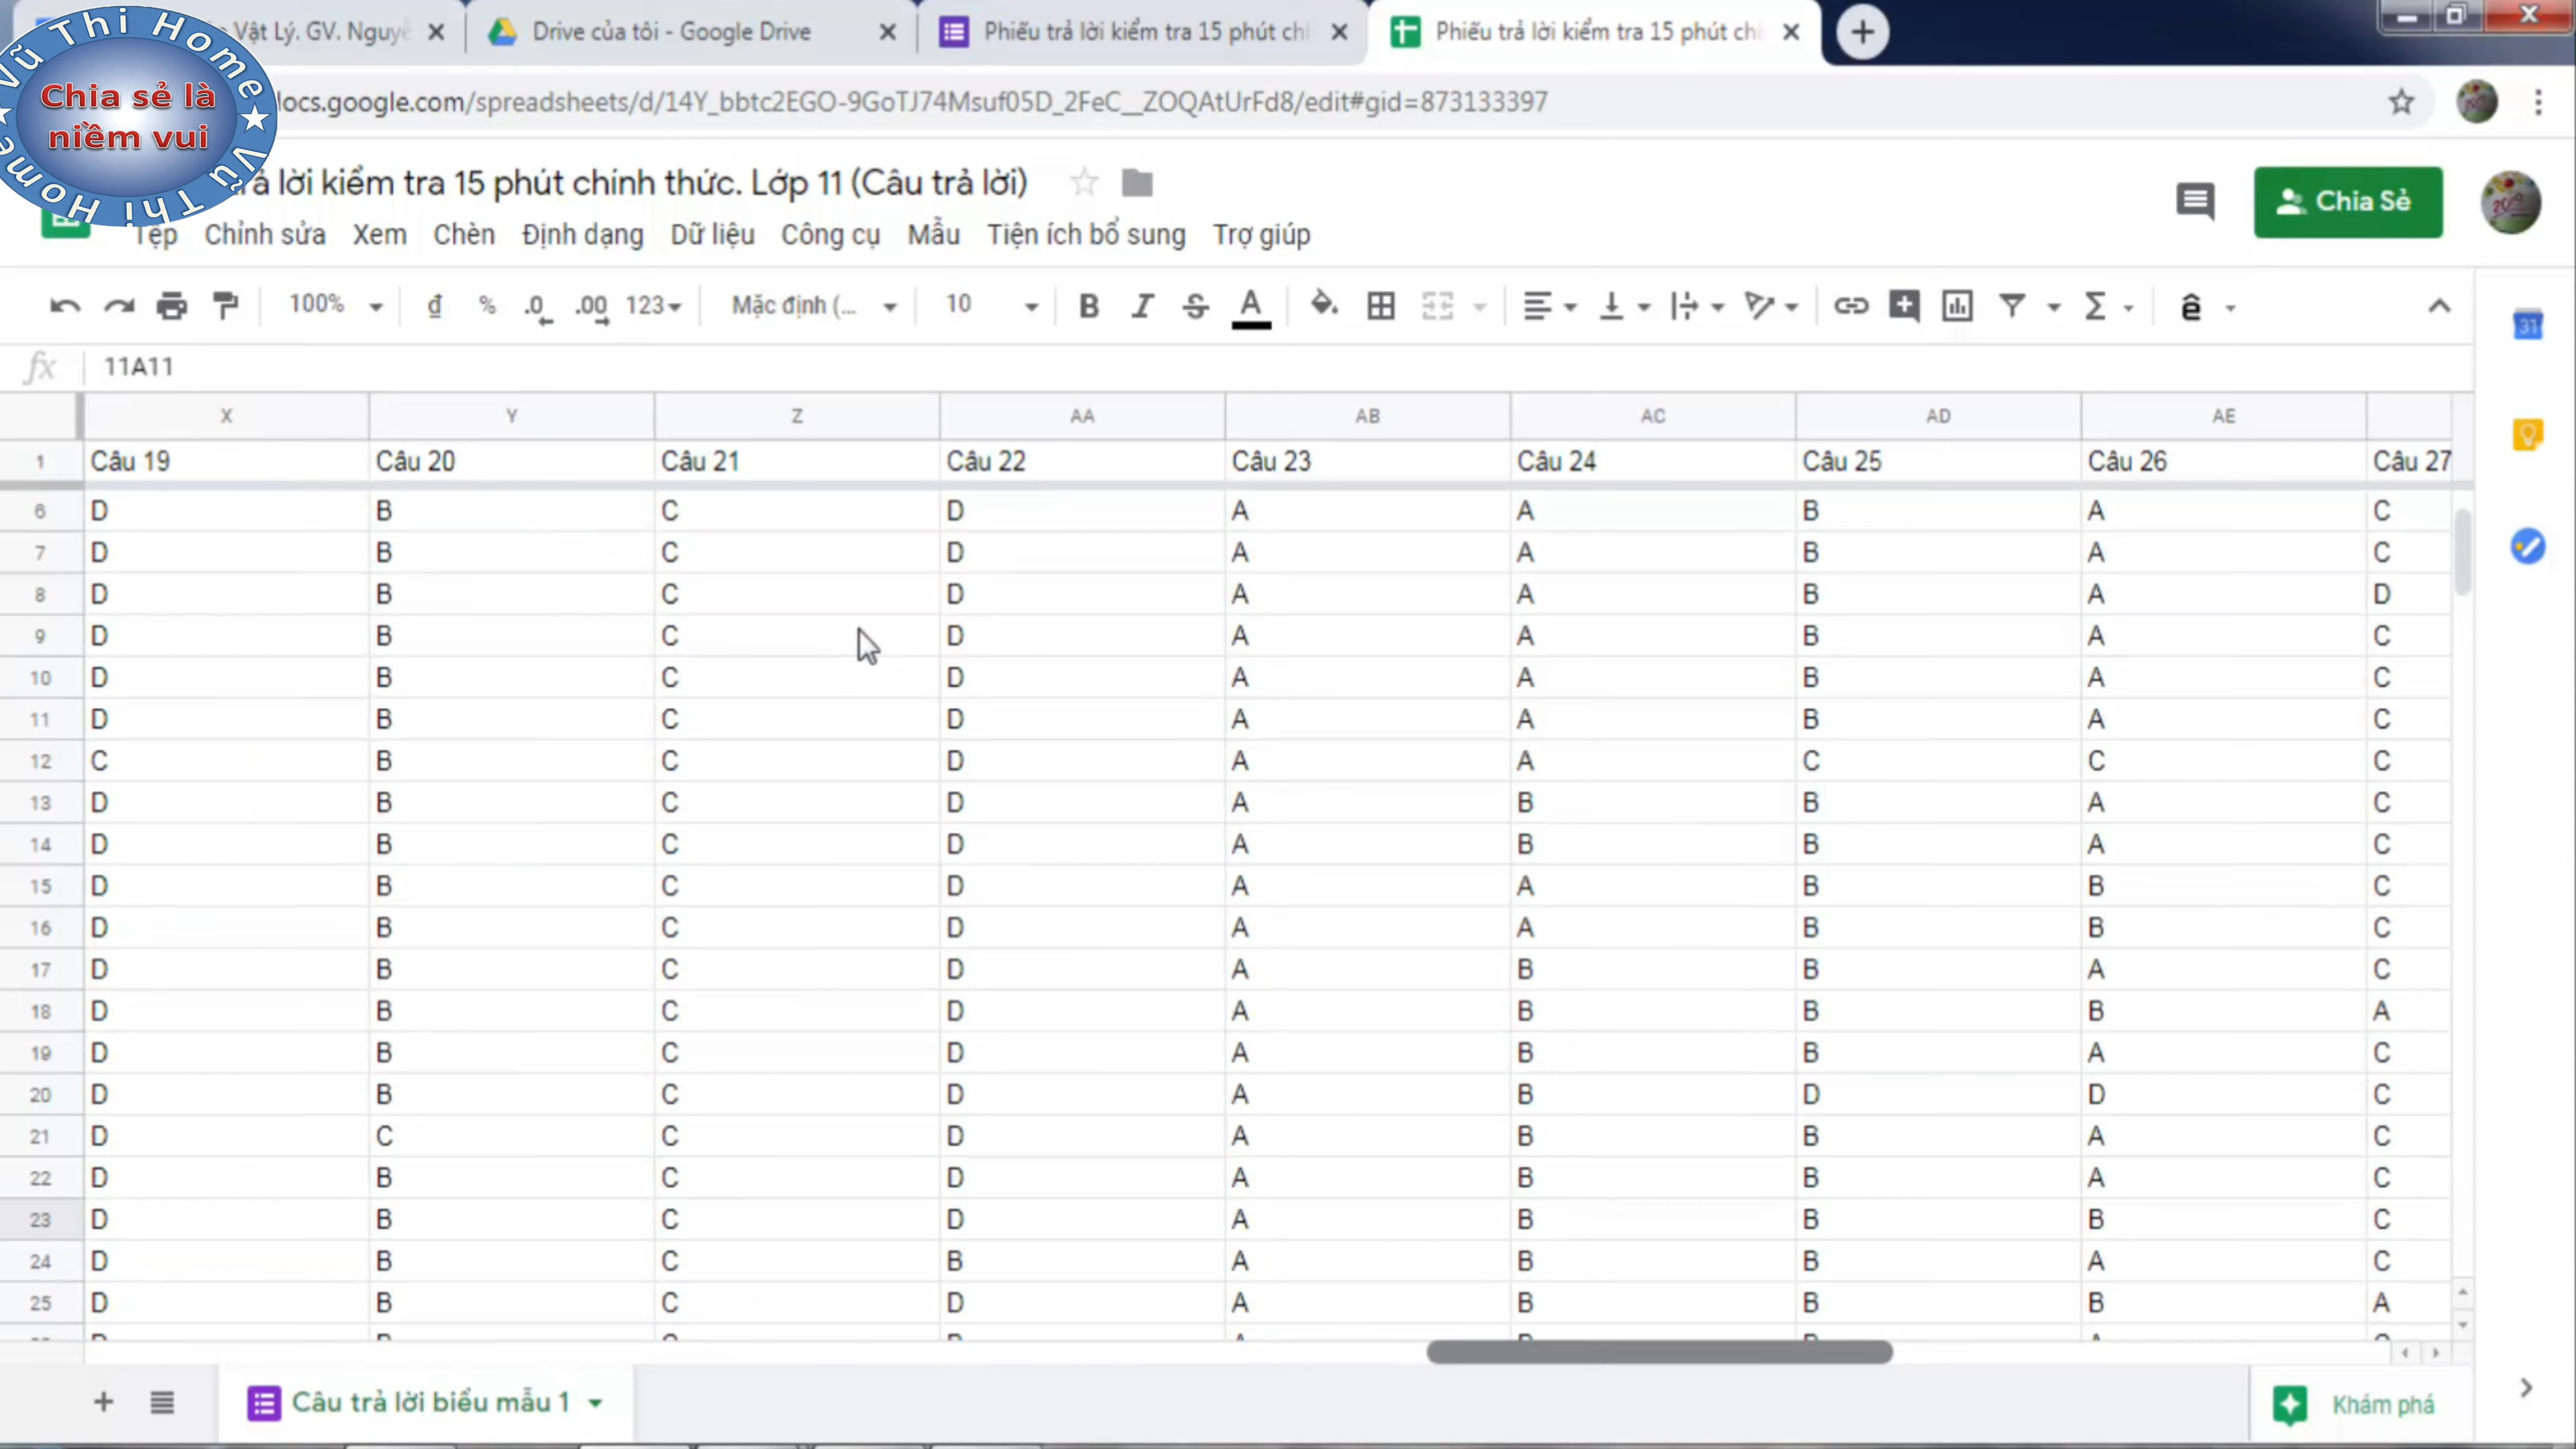 Vật Lý. GV. Nguyễ
Drive của tôi - Google Drive
Phiếu trả lời kiểm tra 15 phút chí
Phiếu trả lời kiểm tra 15 phút chí
Vũ Thi Home
Chia sẻ là
niềm vui
Vũ Thi Home
docs.google.com/spreadsheets/d/14Y_bbtc2EGO-9GoTJ74Msuf05D_2FeC__ZOQAtUrFd8/edit#gid=873133397
trả lời kiểm tra 15 phút chính thức. Lớp 11 (Câu trả lời)
Chia Sẻ
2019
Tệp Chỉnh sửa Xem Chèn Định dạng Dữ liệu Công cụ Mẫu Tiện ích bổ sung Trợ giúp
100% đ % .0 .00 123 Mặc định (... 10 B I S A Σ ê
31
fx 11A11
X Y Z AA AB AC AD AE
1 Câu 19 Câu 20 Câu 21 Câu 22 Câu 23 Câu 24 Câu 25 Câu 26 Câu 27
6 D B C D A A B A C
7 D B C D A A B A C
8 D B C D A A B A D
9 D B C D A A B A C
10 D B C D A A B A C
11 D B C D A A B A C
12 C B C D A A C C C
13 D B C D A B B A C
14 D B C D A B B A C
15 D B C D A A B B C
16 D B C D A A B B C
17 D B C D A B B A C
18 D B C D A B B B A
19 D B C D A B B A C
20 D B C D A B D D C
21 D C C D A B B A C
22 D B C D A B B A C
23 D B C D A B B B C
24 D B C B A B B A C
25 D B C D A B B B A
Câu trả lời biểu mẫu 1
Khám phá